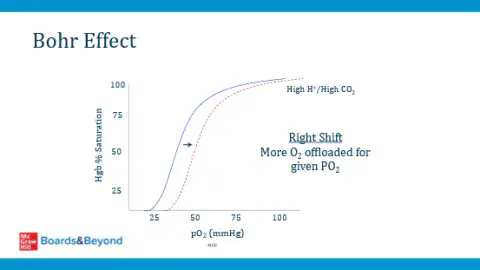 Bohr Effect
100
75
50
25
Hgb % Saturation
High H⁺/High CO₂
Right Shift
More O₂ offloaded for
given PO₂
25 50 75 100
pO₂ (mmHg)
Mc
Graw
Hill
Boards&Beyond